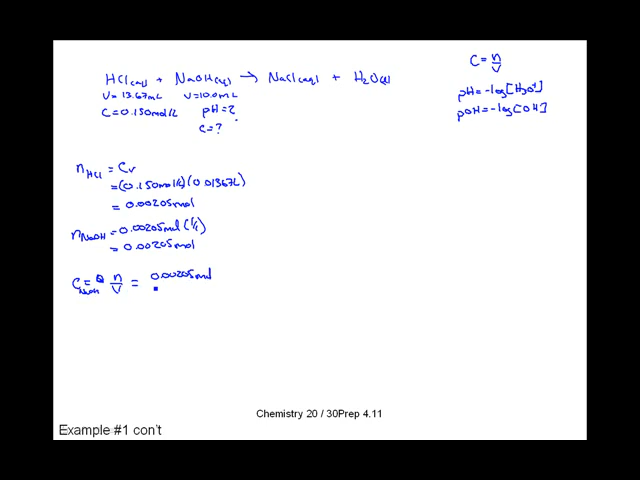 C = n/V
HCl(aq) + NaOH(aq) → NaCl(aq) + H2O(l)
V = 13.67mL V = 10.0mL
pH = -log[H3O+]
C = 0.150mol/L pH = ?
pOH = -log[OH]
C = ?
nHCl = Cv
= (0.150mol/L)(0.01367L)
= 0.00205mol
nNaOH = 0.00205mol (1/1)
= 0.00205mol
CNaOH = n/V = 0.00205mol
Chemistry 20 / 30Prep 4.11
Example #1 con't